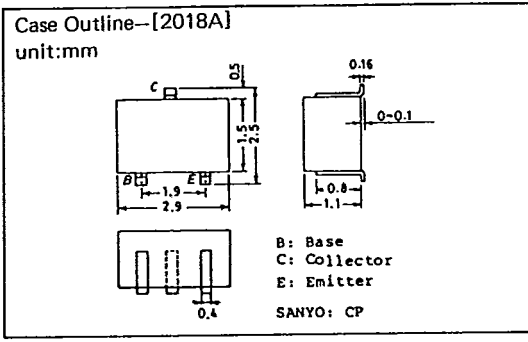 Case Outline–[2018A]
unit:mm
C
0.5
0.16
0~0.1
1.5
2.5
B
E
1.9
2.9
0.8
1.1
0.4
B: Base
C: Collector
E: Emitter
SANYO: CP